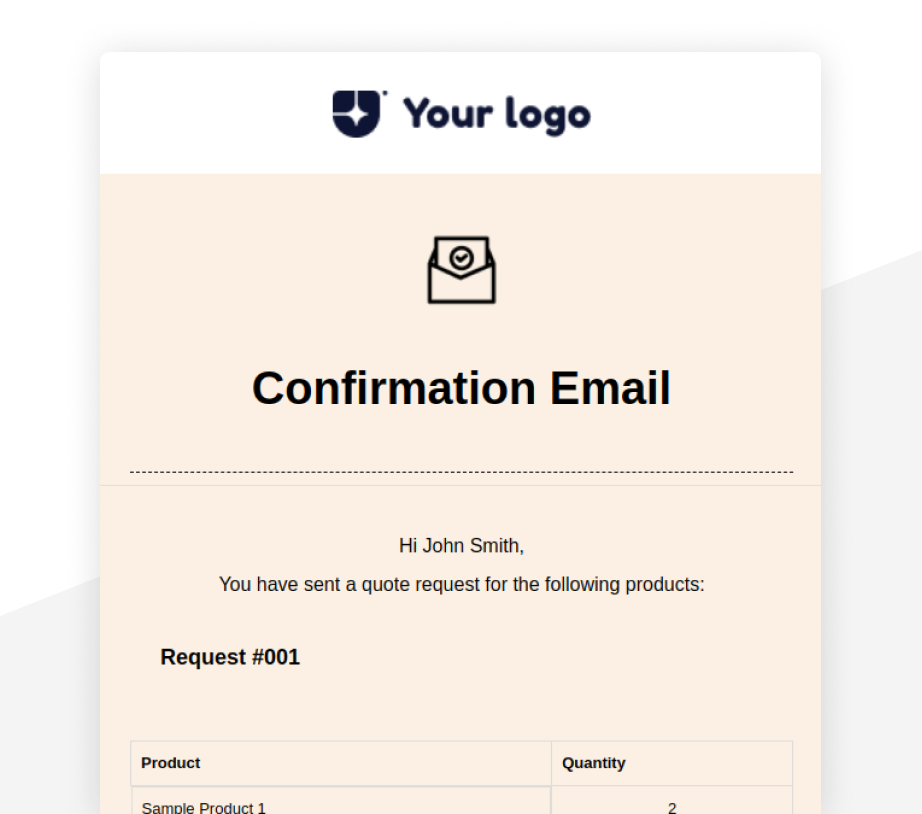 Your logo
Confirmation Email
Hi John Smith,
You have sent a quote request for the following products:
Request #001
Product Quantity
Sample Product 1 2